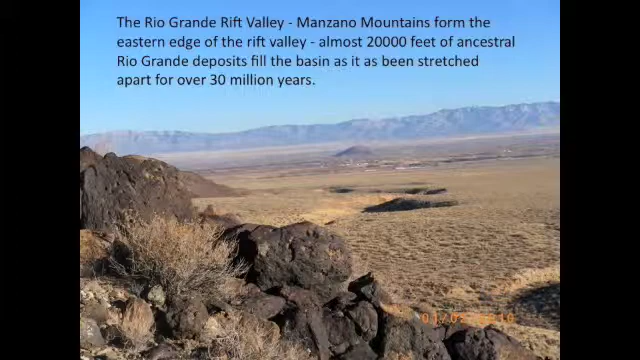 The Rio Grande Rift Valley - Manzano Mountains form the
eastern edge of the rift valley - almost 20000 feet of ancestral
Rio Grande deposits fill the basin as it as been stretched
apart for over 30 million years.